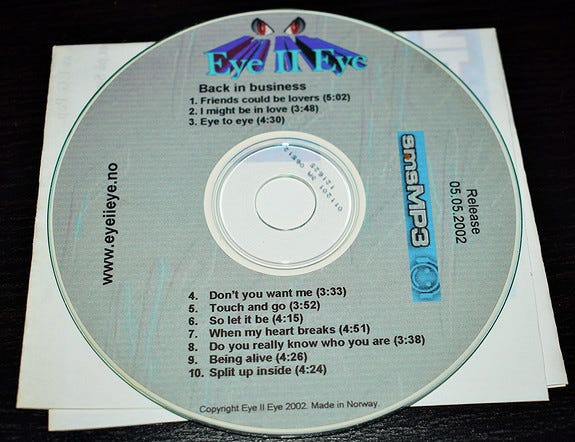 Eye II Eye
Back in business
1. Friends could be lovers (5:02)
2. I might be in love (3:48)
3. Eye to eye (4:30)
www.eyeiieye.no
smsMP3
Release
05.05.2002
4. Don't you want me (3:33)
5. Touch and go (3:52)
6. So let it be (4:15)
7. When my heart breaks (4:51)
8. Do you really know who you are (3:38)
9. Being alive (4:26)
10. Split up inside (4:24)
Copyright Eye II Eye 2002. Made in Norway.